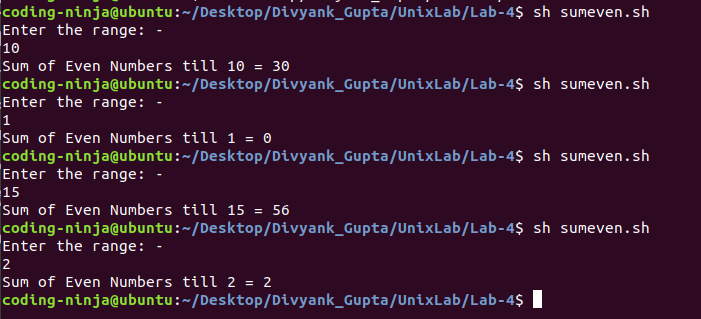 coding-ninja@ubuntu:~/Desktop/Divyank_Gupta/UnixLab/Lab-4$ sh sumeven.sh
Enter the range: -
10
Sum of Even Numbers till 10 = 30
coding-ninja@ubuntu:~/Desktop/Divyank_Gupta/UnixLab/Lab-4$ sh sumeven.sh
Enter the range: -
1
Sum of Even Numbers till 1 = 0
coding-ninja@ubuntu:~/Desktop/Divyank_Gupta/UnixLab/Lab-4$ sh sumeven.sh
Enter the range: -
15
Sum of Even Numbers till 15 = 56
coding-ninja@ubuntu:~/Desktop/Divyank_Gupta/UnixLab/Lab-4$ sh sumeven.sh
Enter the range: -
2
Sum of Even Numbers till 2 = 2
coding-ninja@ubuntu:~/Desktop/Divyank_Gupta/UnixLab/Lab-4$